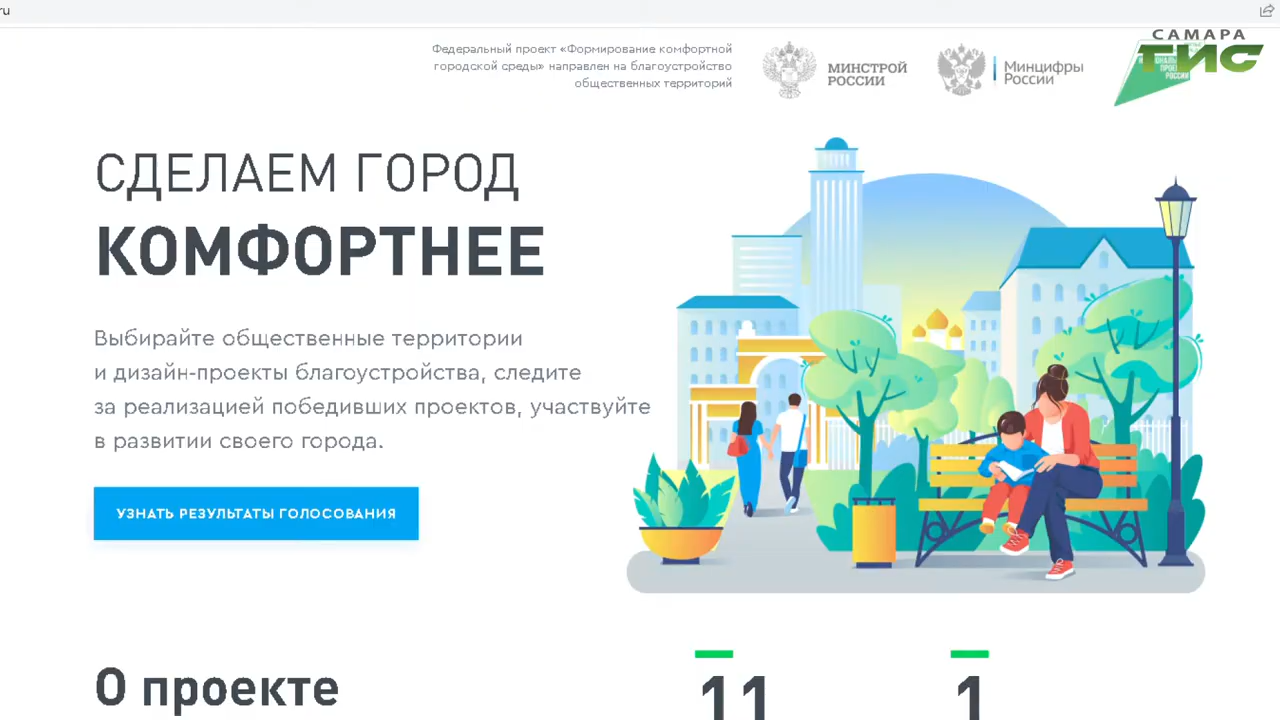 ru
Федеральный проект «Формирование комфортной
городской среды» направлен на благоустройство
общественных территорий
МИНСТРОЙ
РОССИИ
Минцифры
России
САМАРА
ГИС
РОССИИ
СДЕЛАЕМ ГОРОД
КОМФОРТНЕЕ
Выбирайте общественные территории
и дизайн-проекты благоустройства, следите
за реализацией победивших проектов, участвуйте
в развитии своего города.
УЗНАТЬ РЕЗУЛЬТАТЫ ГОЛОСОВАНИЯ
О проекте
11
1